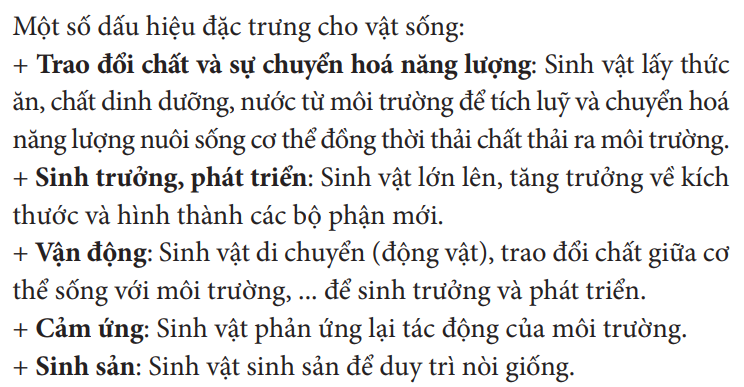 Một số dấu hiệu đặc trưng cho vật sống:
+ Trao đổi chất và sự chuyển hoá năng lượng: Sinh vật lấy thức
ăn, chất dinh dưỡng, nước từ môi trường để tích luỹ và chuyển hoá
năng lượng nuôi sống cơ thể đồng thời thải chất thải ra môi trường.
+ Sinh trưởng, phát triển: Sinh vật lớn lên, tăng trưởng về kích
thước và hình thành các bộ phận mới.
+ Vận động: Sinh vật di chuyển (động vật), trao đổi chất giữa cơ
thể sống với môi trường, ... để sinh trưởng và phát triển.
+ Cảm ứng: Sinh vật phản ứng lại tác động của môi trường.
+ Sinh sản: Sinh vật sinh sản để duy trì nòi giống.